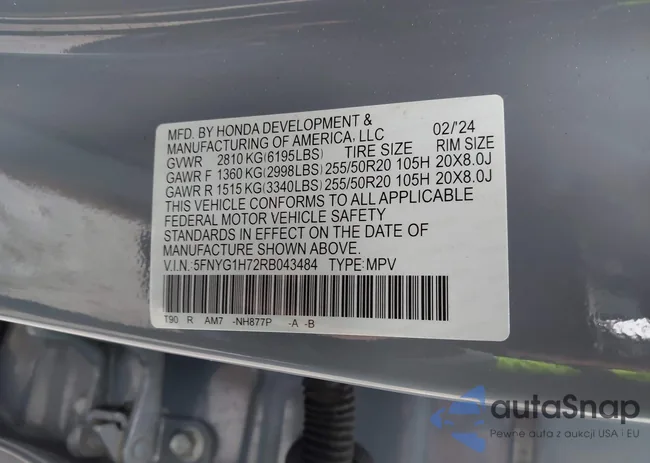 MFD. BY HONDA DEVELOPMENT &
MANUFACTURING OF AMERICA, LLC 02/'24
GVWR 2810 KG (6195LBS) TIRE SIZE RIM SIZE
GAWR F 1360 KG (2998LBS) 255/50R20 105H 20X8.0J
GAWR R 1515 KG (3340LBS) 255/50R20 105H 20X8.0J
THIS VEHICLE CONFORMS TO ALL APPLICABLE
FEDERAL MOTOR VEHICLE SAFETY
STANDARDS IN EFFECT ON THE DATE OF
MANUFACTURE SHOWN ABOVE.
V.I.N.: 5FNYG1H72RB043484 TYPE: MPV
T90 R AM7 -NH877P -A -B
autoSnap
Pewne auta z aukcji USA i EU